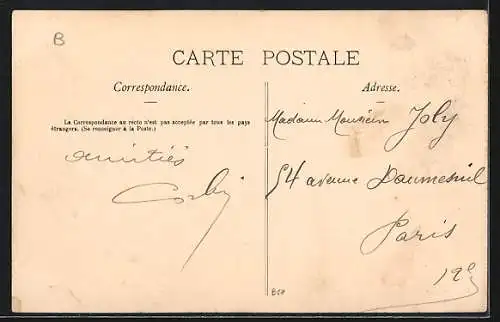 B
CARTE POSTALE
Correspondance.
La Correspondance au recto n'est pas acceptée par tous les pays
étrangers. (Se renseigner à la Poste.)
amitiés
Adresse.
Madame Monsieur Joly
54 avenue Daumesnil
Paris
12e